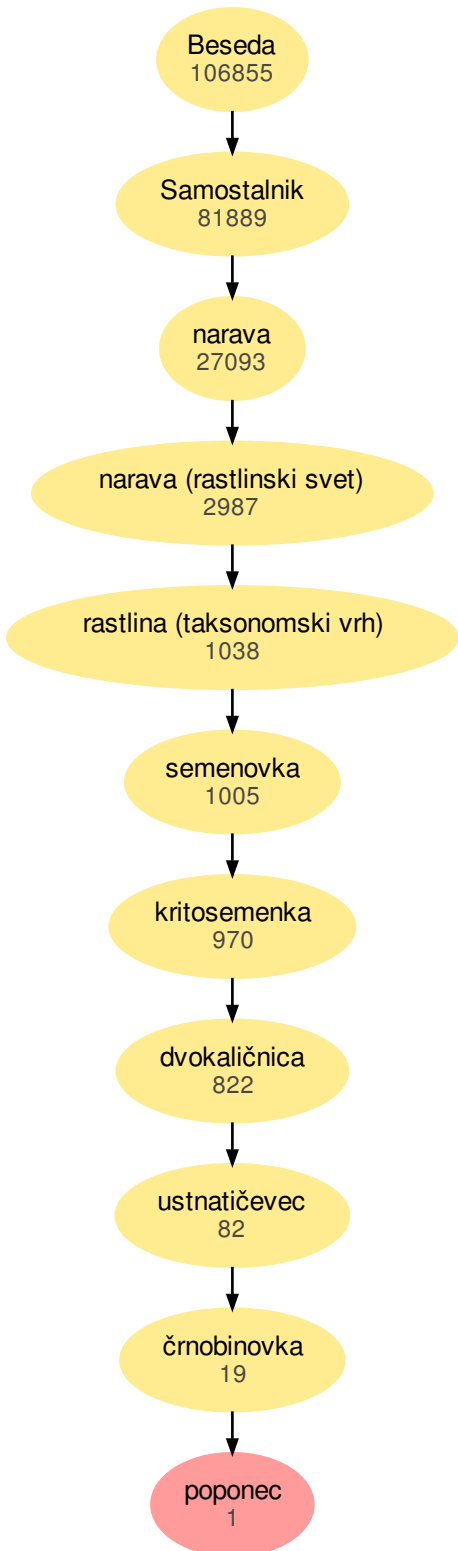 Beseda
106855
Samostalnik
81889
narava
27093
narava (rastlinski svet)
2987
rastlina (taksonomski vrh)
1038
semenovka
1005
kritosemenka
970
dvokaličnica
822
ustnatičevec
82
črnobinovka
19
poponec
1